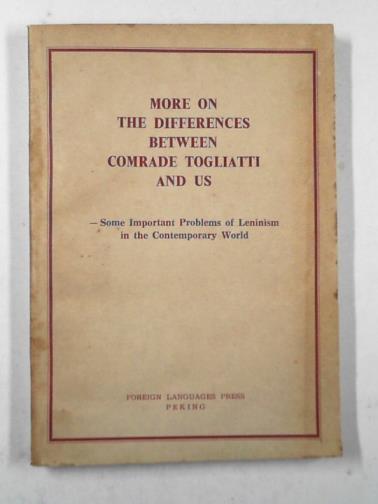 MORE ON
THE DIFFERENCES
BETWEEN
COMRADE TOGLIATTI
AND US
—Some Important Problems of Leninism
in the Contemporary World
FOREIGN LANGUAGES PRESS
PEKING